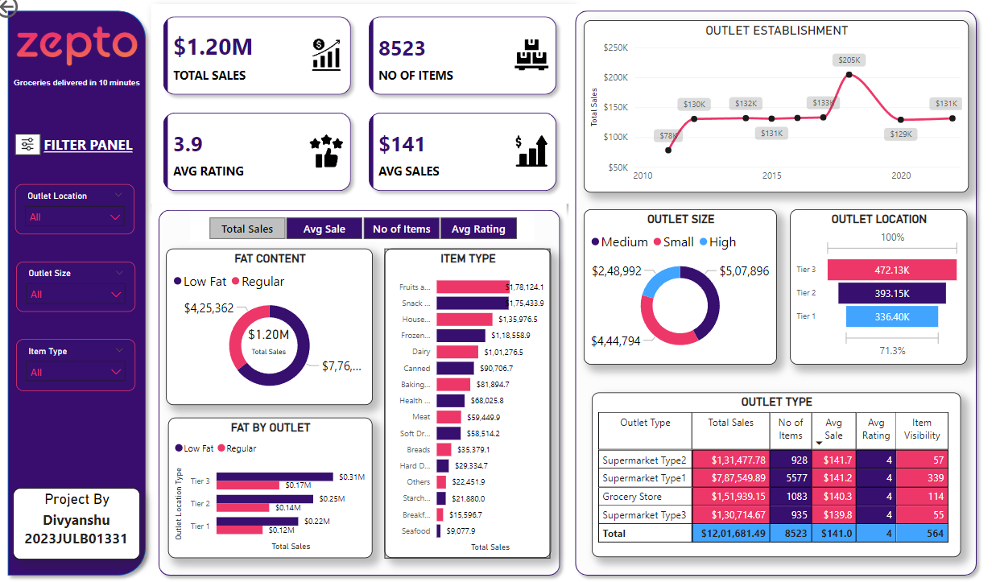 zepto
Groceries delivered in 10 minutes
FILTER PANEL
Outlet Location
All
Outlet Size
All
Item Type
All
Project By
Divyanshu
2023JULB01331
$1.20M
TOTAL SALES
8523
NO OF ITEMS
3.9
AVG RATING
$141
AVG SALES
Total Sales
Avg Sale
No of Items
Avg Rating
FAT CONTENT
Low Fat Regular
$4,25,362
$1.20M
Total Sales
$7,76,...
FAT BY OUTLET
Low Fat Regular
Outlet Location Type
Tier 3 $0.31M
$0.17M
Tier 2 $0.25M
$0.14M
Tier 1 $0.22M
$0.12M
Total Sales
ITEM TYPE
Fruits a... $1,78,124.1
Snack ... $1,75,433.9
House... $1,35,976.5
Frozen... $1,18,558.9
Dairy $1,01,276.5
Canned $90,706.7
Baking... $81,894.7
Health ... $68,025.8
Meat $59,449.9
Soft Dr... $58,514.2
Breads $35,379.1
Hard D... $29,334.7
Others $22,451.9
Starch... $21,880.0
Breakf... $15,596.7
Seafood $9,077.9
Total Sales
OUTLET ESTABLISHMENT
Total Sales
$250K
$200K
$150K
$100K
$50K
$78K
$130K
$132K
$131K
$133K
$205K
$129K
$131K
2010 2015 2020
OUTLET SIZE
Medium Small High
$2,48,992 $5,07,896
$4,44,794
OUTLET LOCATION
100%
Tier 3 472.13K
Tier 2 393.15K
Tier 1 336.40K
71.3%
OUTLET TYPE
Outlet Type Total Sales No of Items Avg Sale Avg Rating Item Visibility
Supermarket Type2 $1,31,477.78 928 $141.7 4 57
Supermarket Type1 $7,87,549.89 5577 $141.2 4 339
Grocery Store $1,51,939.15 1083 $140.3 4 114
Supermarket Type3 $1,30,714.67 935 $139.8 4 55
Total $12,01,681.49 8523 $141.0 4 564